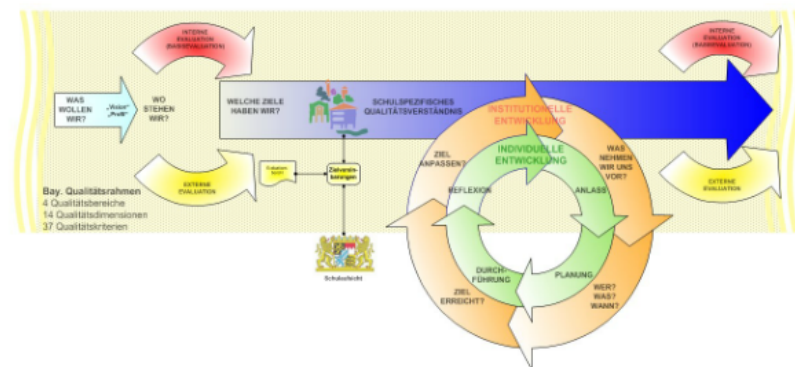 INTERNE
EVALUATION
(BASISEVALUATION)
WAS
WOLLEN
WIR?
„Vision“
„Profil“
WO
STEHEN
WIR?
EXTERNE
EVALUATION
Bay. Qualitätsrahmen
4 Qualitätsbereiche
14 Qualitätsdimensionen
37 Qualitätskriterien
WELCHE ZIELE
HABEN WIR?
SCHULSPEZIFISCHES
QUALITÄTSVERSTÄNDNIS
Zielverein-
barungen
Schulaufsicht
INSTITUTIONELLE
ENTWICKLUNG
INDIVIDUELLE
ENTWICKLUNG
ZIEL
ANPASSEN?
WAS
NEHMEN
WIR UNS
VOR?
REFLEXION
ANLASS
DURCH-
FÜHRUNG
PLANUNG
ZIEL
ERREICHT?
WER?
WAS?
WANN?
INTERNE
EVALUATION
(BASISEVALUATION)
EXTERNE
EVALUATION